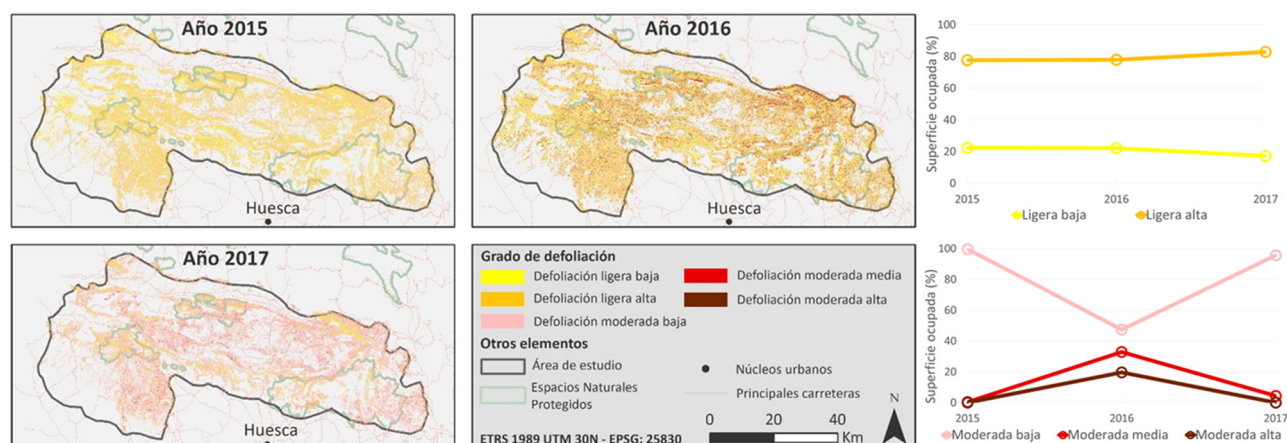 Año 2015
Huesca
Año 2016
Huesca
Superficie ocupada (%)
100
80
60
40
20
0
2015
2016
2017
Ligera baja
Ligera alta
Año 2017
Huesca
Grado de defoliación
Defoliación ligera baja
Defoliación ligera alta
Defoliación moderada baja
Defoliación moderada media
Defoliación moderada alta
Otros elementos
Área de estudio
Espacios Naturales
Protegidos
Núcleos urbanos
Principales carreteras
N
0 20 40
Km
ETRS 1989 UTM 30N - EPSG: 25830
Superficie ocupada (%)
100
80
60
40
20
0
2015
2016
2017
Moderada baja
Moderada media
Moderada alta